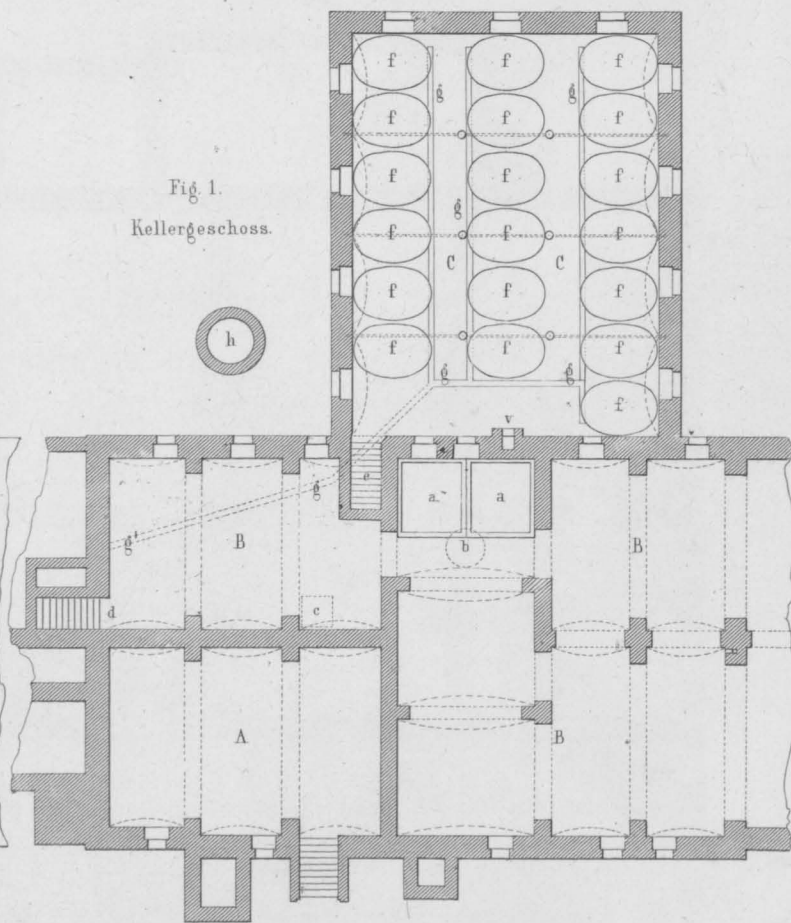 Fig. 1.
Kellergeschoss.
f f f
g g
f f f
f f f
g
f f f
C C
f f f
h
f f f
g g
f
v
e
a. a
g
g' B b B
d c
A B